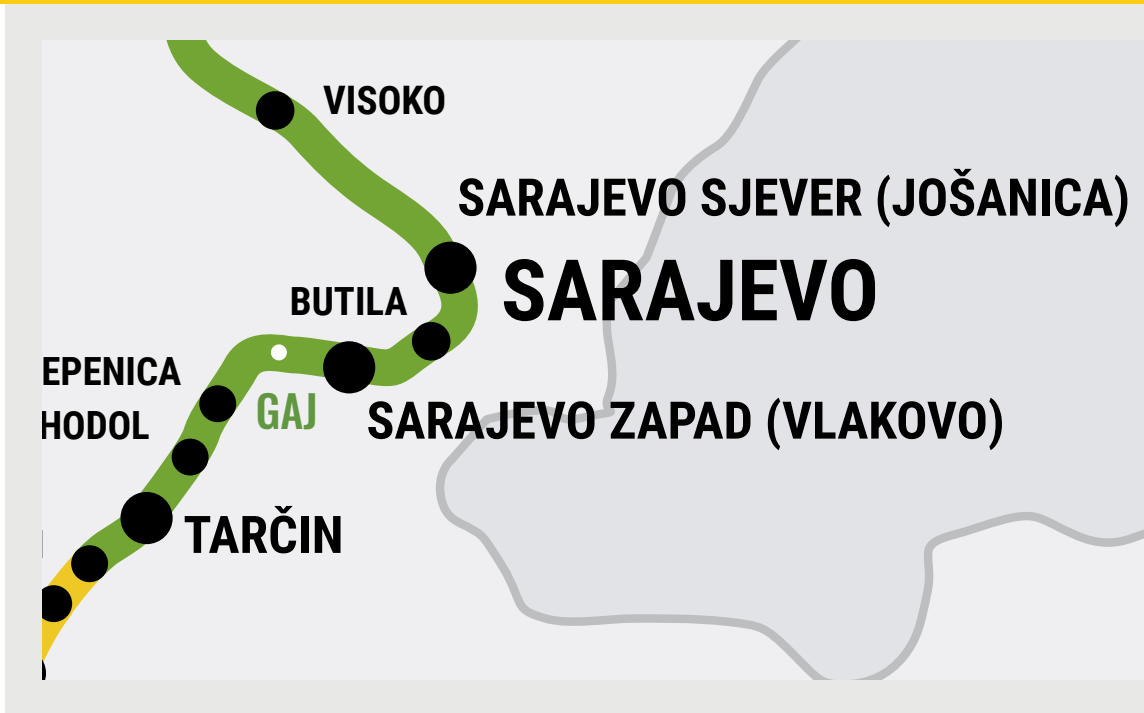 VISOKO
SARAJEVO SJEVER (JOŠANICA)
SARAJEVO
BUTILA
EPENICA
HODOL
GAJ
SARAJEVO ZAPAD (VLAKOVO)
TARČIN